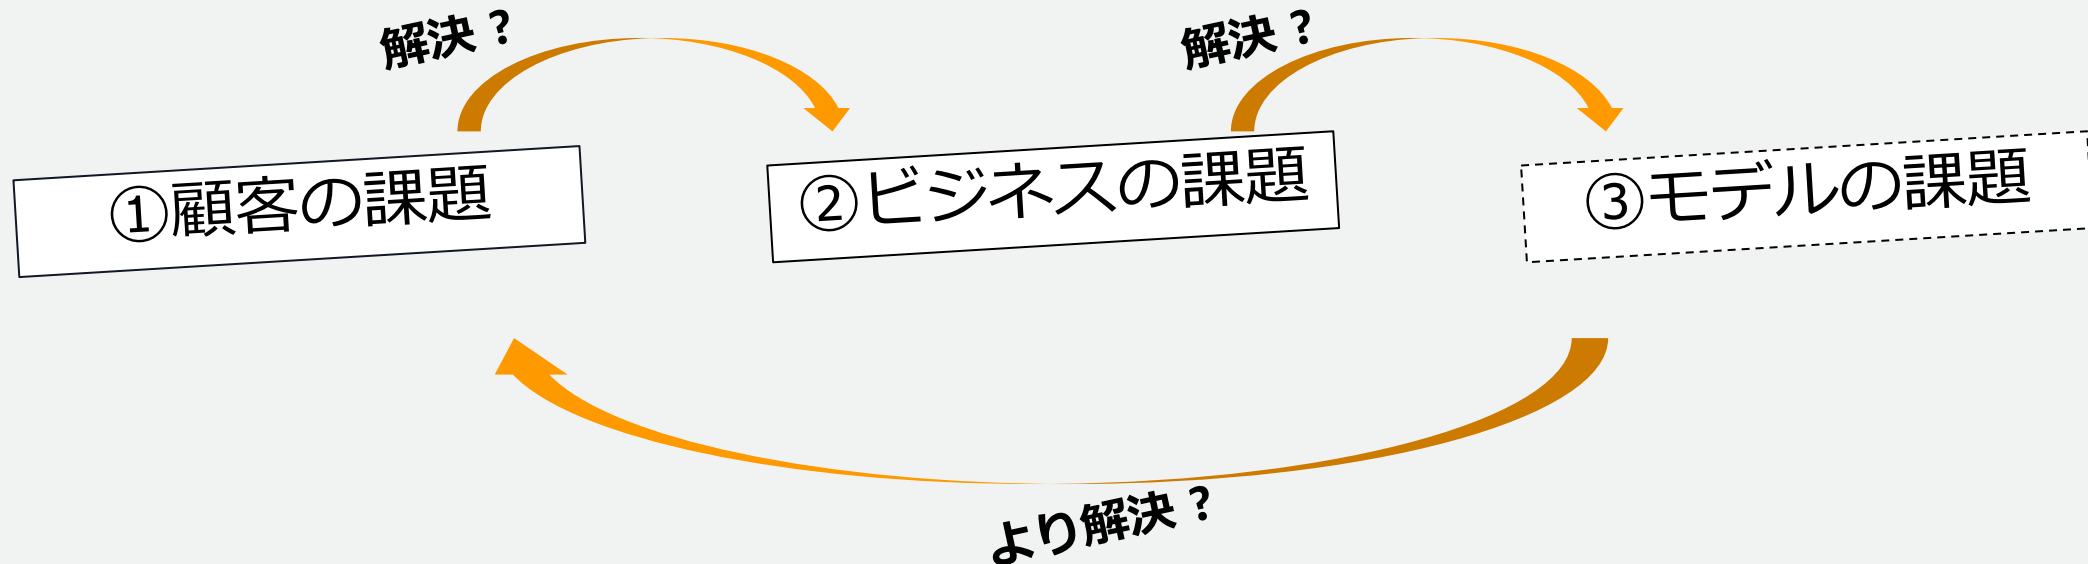 解決？
解決？
①顧客の課題
②ビジネスの課題
③モデルの課題
より解決？